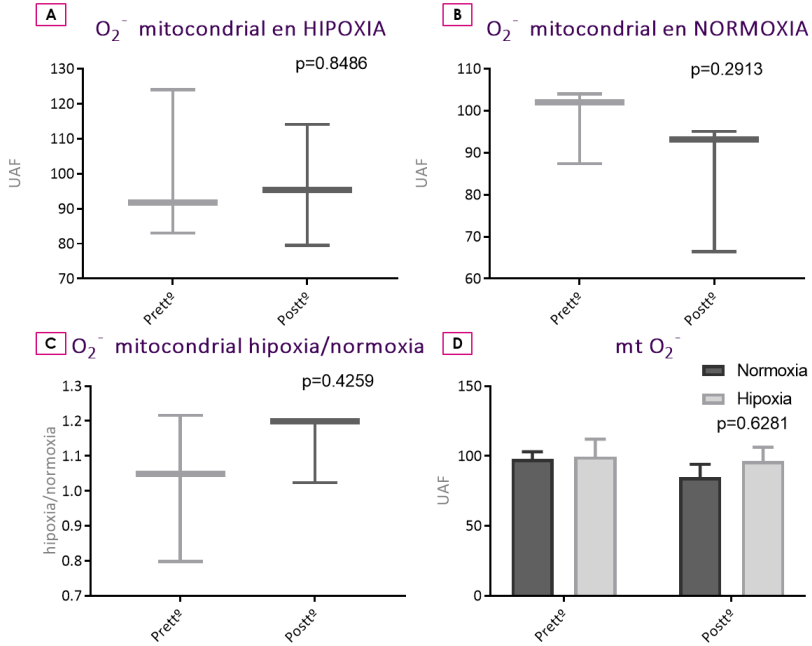 A
O₂⁻ mitocondrial en HIPOXIA
p=0.8486
130
120
110
100
90
80
70
UAF
Prettº
Posttº
B
O₂⁻ mitocondrial en NORMOXIA
p=0.2913
110
100
90
80
70
60
UAF
Prettº
Posttº
C
O₂⁻ mitocondrial hipoxia/normoxia
p=0.4259
1.3
1.2
1.1
1.0
0.9
0.8
0.7
hipoxia/normoxia
Prettº
Posttº
D
mt O₂⁻
Normoxia
Hipoxia
p=0.6281
150
100
50
0
UAF
Prettº
Posttº